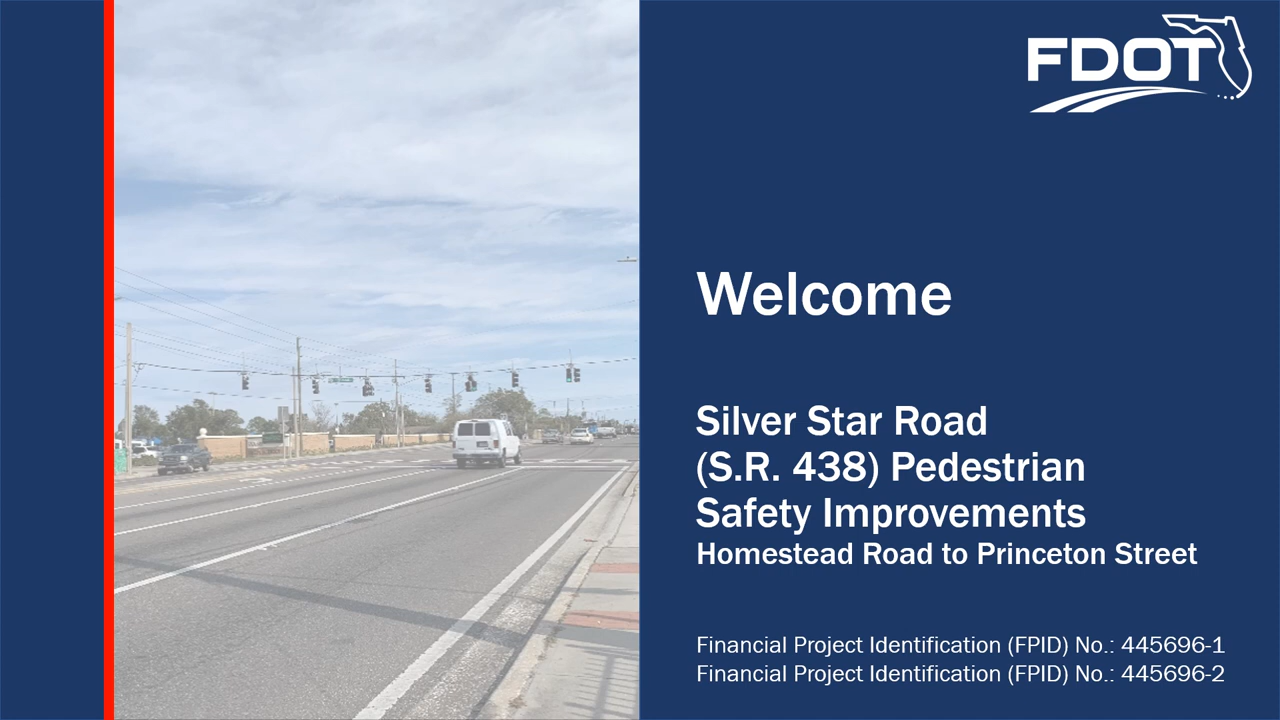 FDOT
Welcome
Silver Star Road
(S.R. 438) Pedestrian
Safety Improvements
Homestead Road to Princeton Street
Financial Project Identification (FPID) No.: 445696-1
Financial Project Identification (FPID) No.: 445696-2